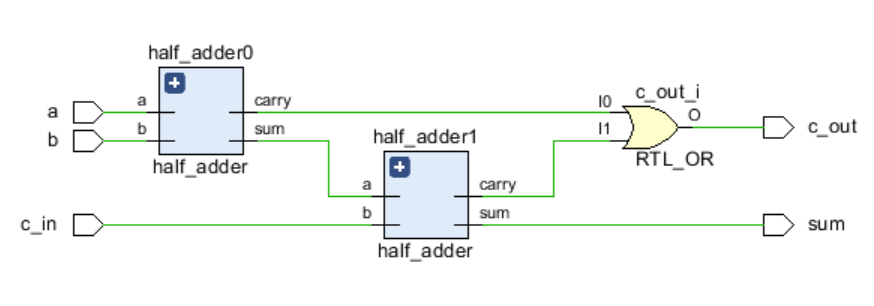 half_adder0
a
a
carry
b
b
sum
half_adder
half_adder1
a
carry
c_in
b
sum
half_adder
c_out_i
I0
O
I1
RTL_OR
c_out
sum